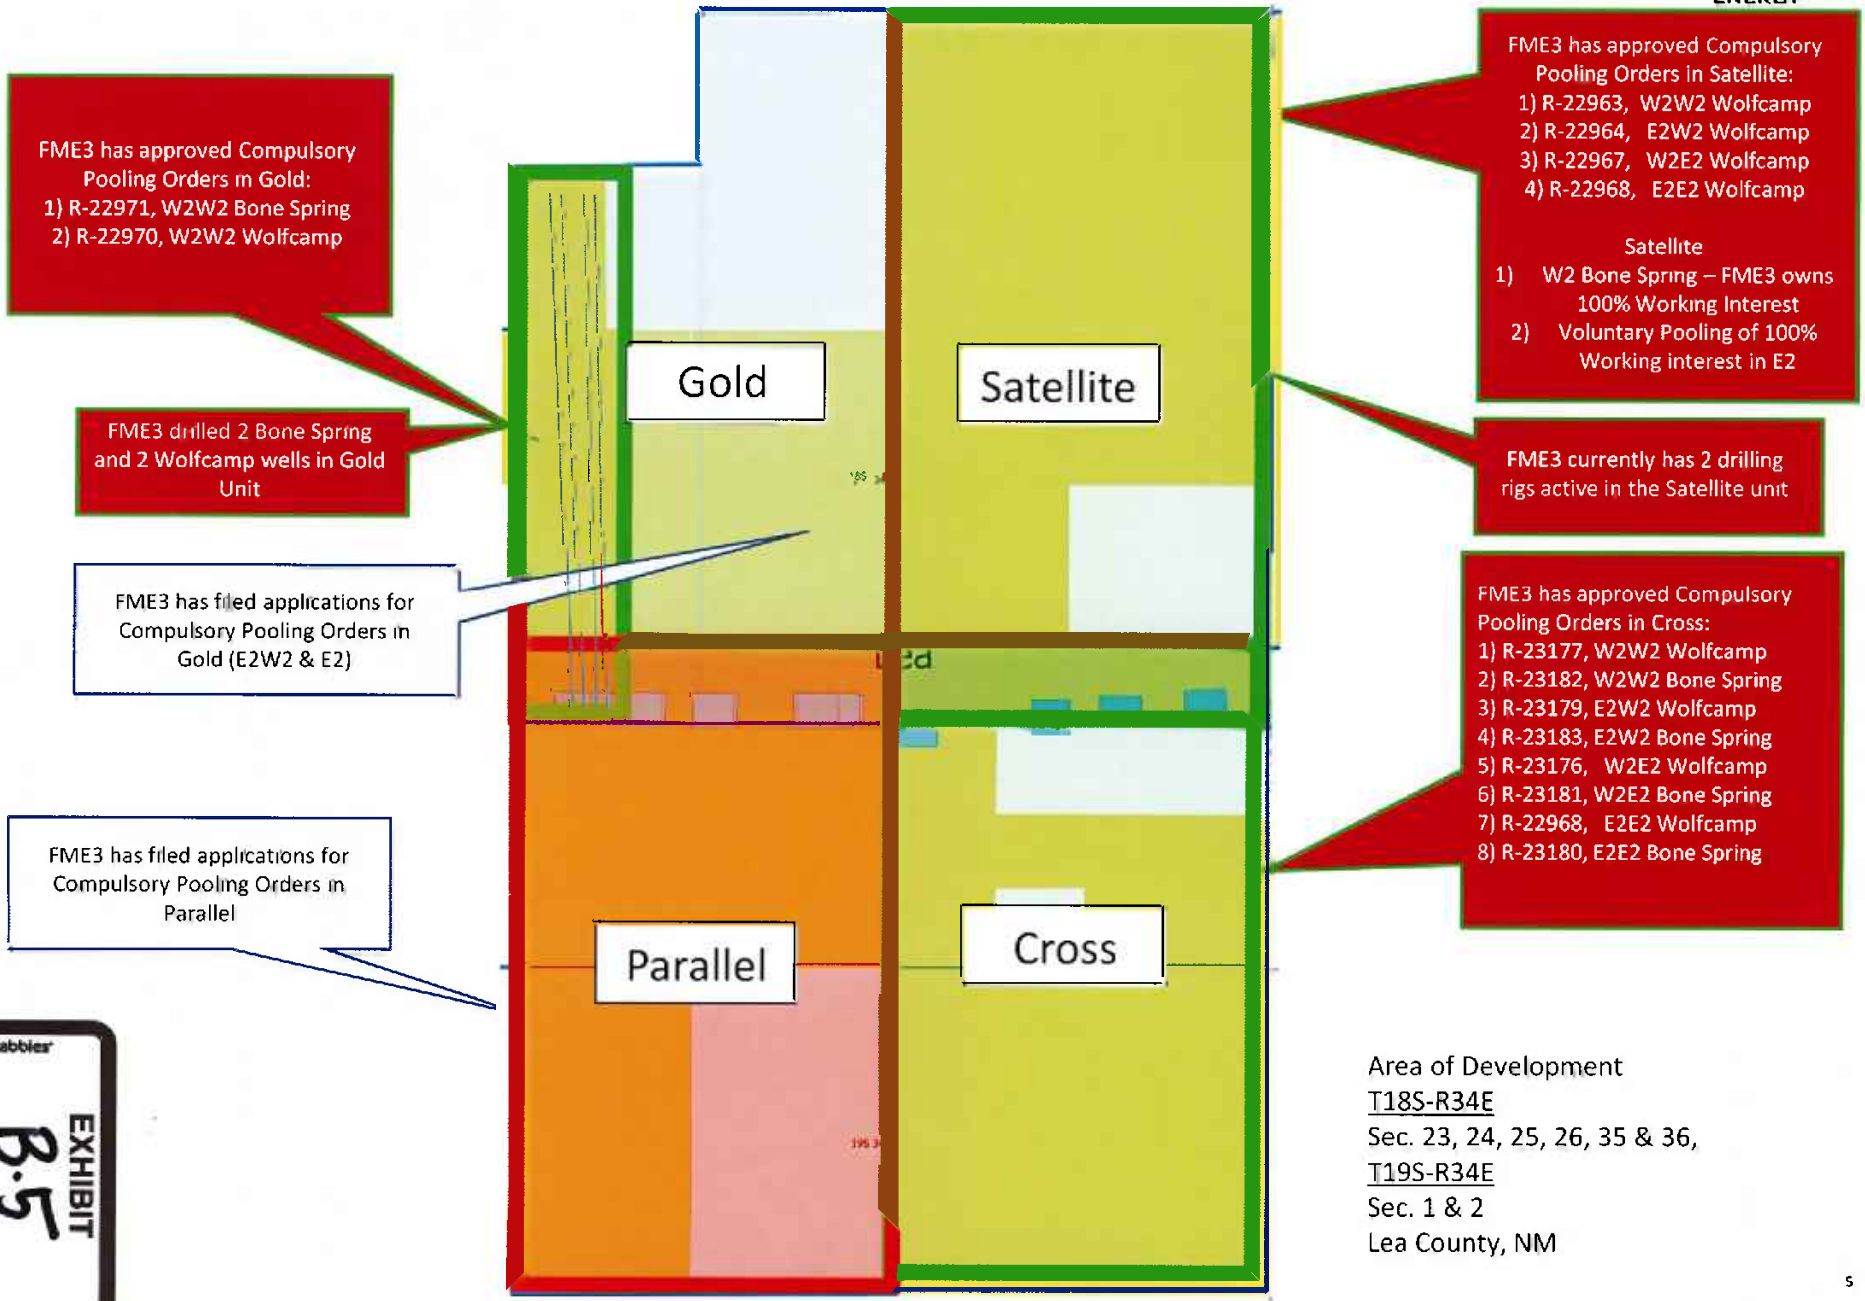 ENERGY
FME3 has approved Compulsory
Pooling Orders in Gold:
1) R-22971, W2W2 Bone Spring
2) R-22970, W2W2 Wolfcamp
FME3 drilled 2 Bone Spring
and 2 Wolfcamp wells in Gold
Unit
FME3 has filed applications for
Compulsory Pooling Orders in
Gold (E2W2 & E2)
FME3 has filed applications for
Compulsory Pooling Orders in
Parallel
Gold
Satellite
18S
Parallel
Cross
19S
FME3 has approved Compulsory
Pooling Orders in Satellite:
1) R-22963, W2W2 Wolfcamp
2) R-22964, E2W2 Wolfcamp
3) R-22967, W2E2 Wolfcamp
4) R-22968, E2E2 Wolfcamp
Satellite
1) W2 Bone Spring – FME3 owns
100% Working Interest
2) Voluntary Pooling of 100%
Working interest in E2
FME3 currently has 2 drilling
rigs active in the Satellite unit
FME3 has approved Compulsory
Pooling Orders in Cross:
1) R-23177, W2W2 Wolfcamp
2) R-23182, W2W2 Bone Spring
3) R-23179, E2W2 Wolfcamp
4) R-23183, E2W2 Bone Spring
5) R-23176, W2E2 Wolfcamp
6) R-23181, W2E2 Bone Spring
7) R-22968, E2E2 Wolfcamp
8) R-23180, E2E2 Bone Spring
Area of Development
T18S-R34E
Sec. 23, 24, 25, 26, 35 & 36,
T19S-R34E
Sec. 1 & 2
Lea County, NM
abbies
EXHIBIT
B.5
5